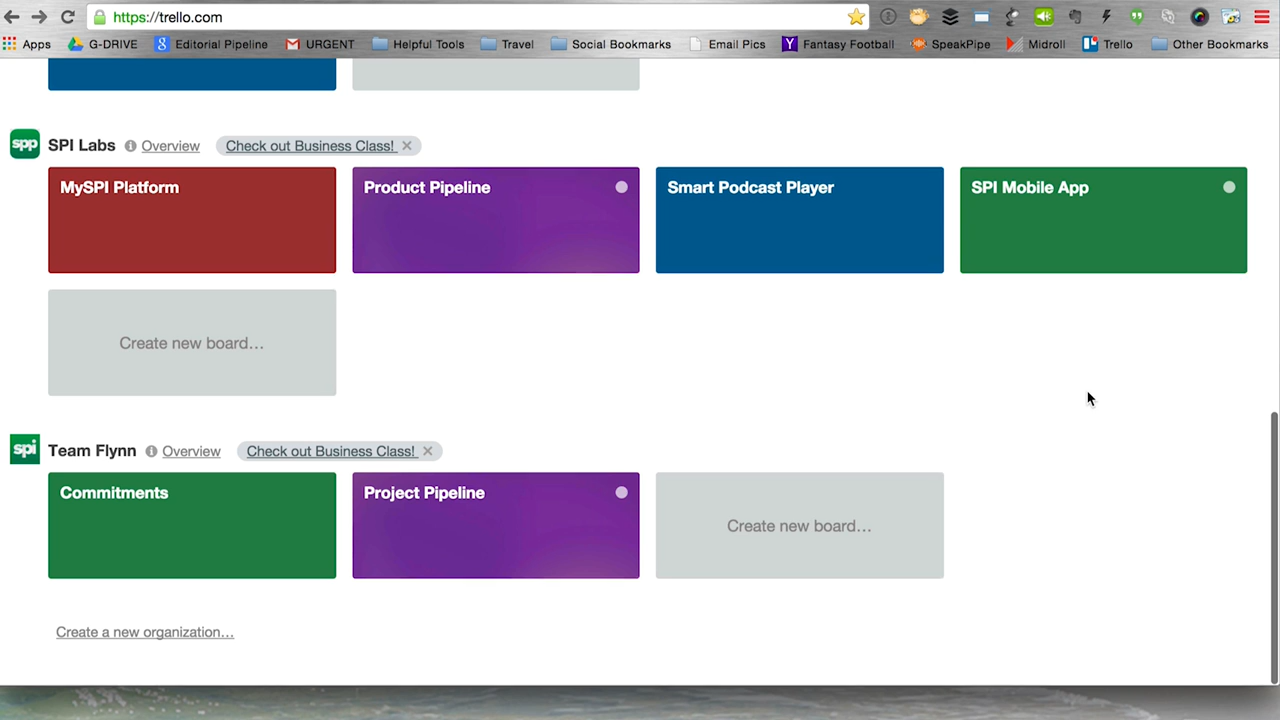 https://trello.com
Apps G-DRIVE Editorial Pipeline URGENT Helpful Tools Travel Social Bookmarks Email Pics Fantasy Football SpeakPipe Midroll Trello Other Bookmarks
spp SPI Labs Overview Check out Business Class!
MySPI Platform Product Pipeline Smart Podcast Player SPI Mobile App
Create new board…
spi Team Flynn Overview Check out Business Class!
Commitments Project Pipeline
Create new board…
Create a new organization…